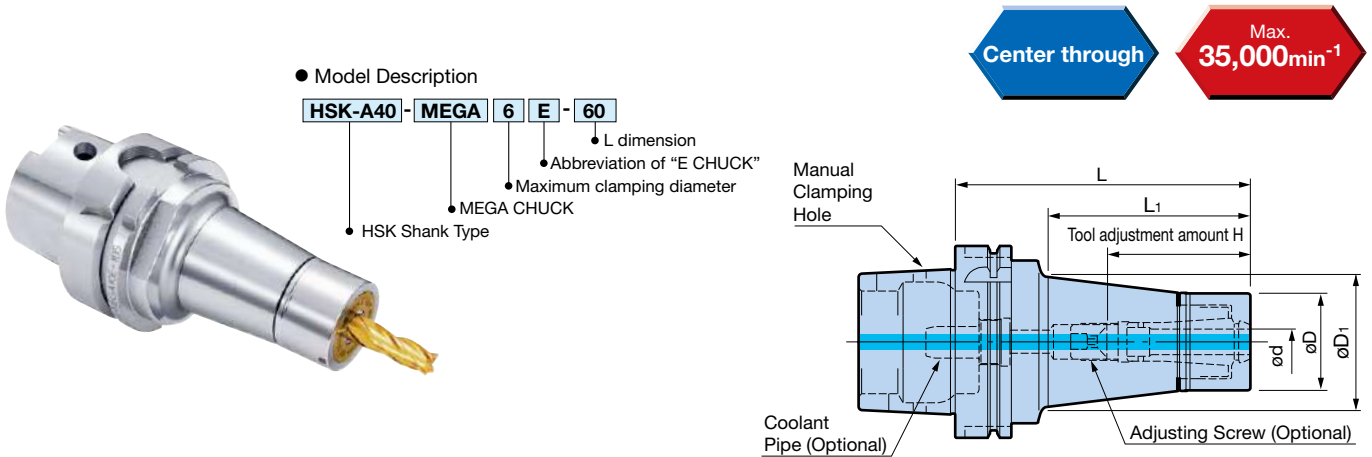 Center through
Max.
35,000min⁻¹
● Model Description
HSK-A40 - MEGA 6 E - 60
L dimension
Abbreviation of “E CHUCK”
Maximum clamping diameter
MEGA CHUCK
HSK Shank Type
Manual
Clamping
Hole
L
L1
Tool adjustment amount H
ød
øD
øD1
Coolant
Pipe (Optional)
Adjusting Screw (Optional)